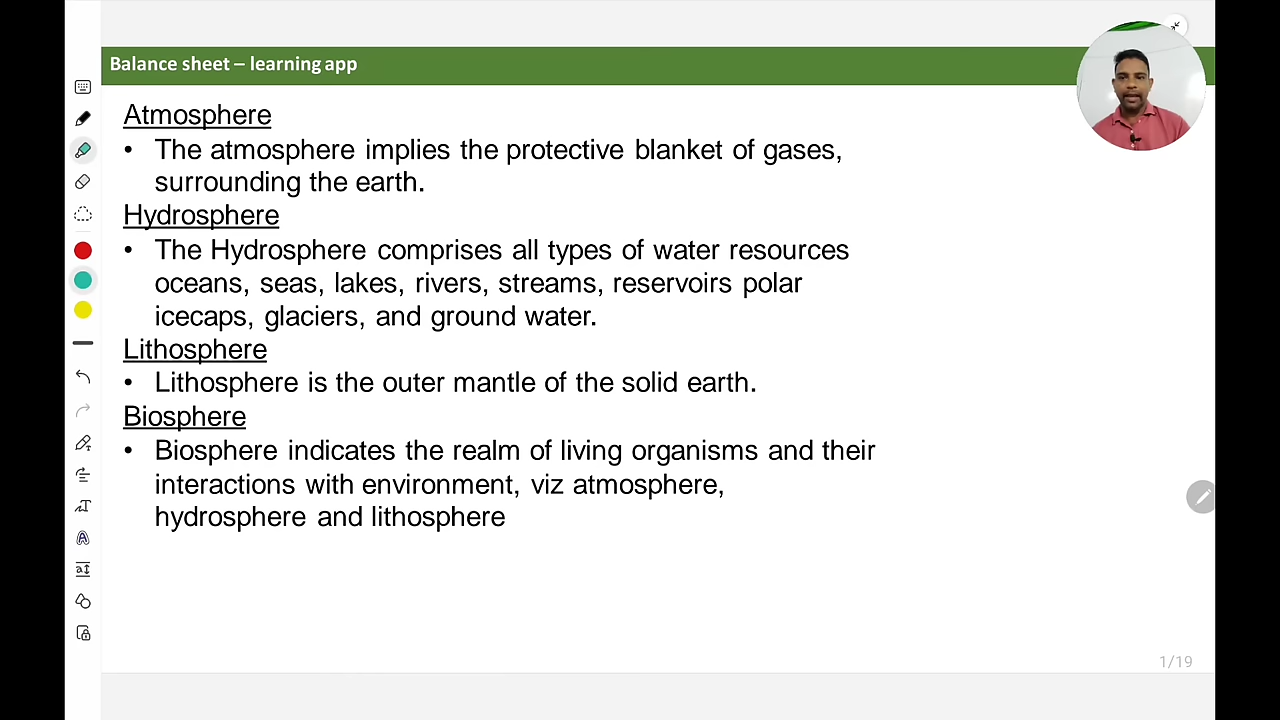 Balance sheet – learning app
Atmosphere
• The atmosphere implies the protective blanket of gases,
surrounding the earth.
Hydrosphere
• The Hydrosphere comprises all types of water resources
oceans, seas, lakes, rivers, streams, reservoirs polar
icecaps, glaciers, and ground water.
Lithosphere
• Lithosphere is the outer mantle of the solid earth.
Biosphere
• Biosphere indicates the realm of living organisms and their
interactions with environment, viz atmosphere,
hydrosphere and lithosphere
1/19